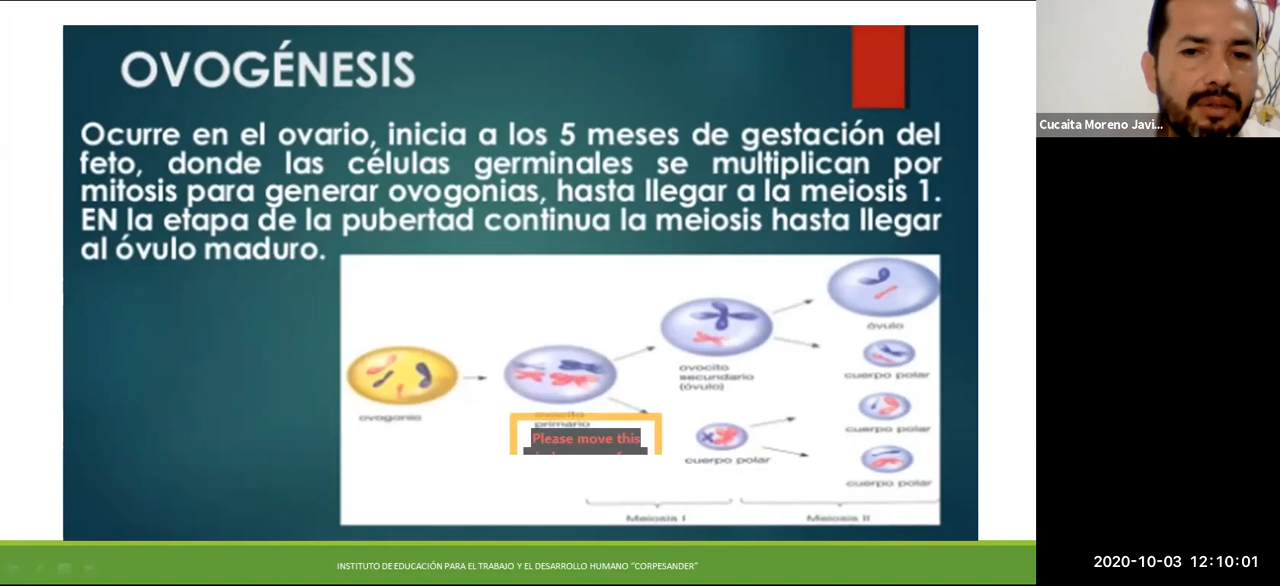 OVOGÉNESIS
Ocurre en el ovario, inicia a los 5 meses de gestación del
feto, donde las células germinales se multiplican por
mitosis para generar ovogonias, hasta llegar a la meiosis 1.
EN la etapa de la pubertad continua la meiosis hasta llegar
al óvulo maduro.
Cucaita Moreno Javi...
óvulo
cuerpo polar
ovocito
secundario
(óvulo)
ovogonio
ovocito
primario
Please move this
cuerpo polar
cuerpo polar
cuerpo polar
Meiosis I
Meiosis II
INSTITUTO DE EDUCACIÓN PARA EL TRABAJO Y EL DESARROLLO HUMANO "CORPESANDER"
2020-10-03 12:10:01